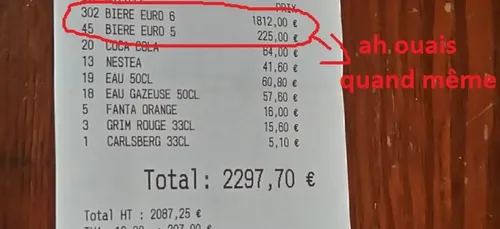 PRIX
302 BIERE EURO 6 1812,00 €
45 BIERE EURO 5 225,00 €
20 COCA COLA 64,00 €
13 NESTEA 41,60 €
19 EAU 50CL 60,80 €
18 EAU GAZEUSE 50CL 57,60 €
5 FANTA ORANGE 16,00 €
3 GRIM ROUGE 33CL 15,60 €
1 CARLSBERG 33CL 5,10 €
Total: 2297,70 €
Total HT : 2087,25 €
ah.ouais
quand même